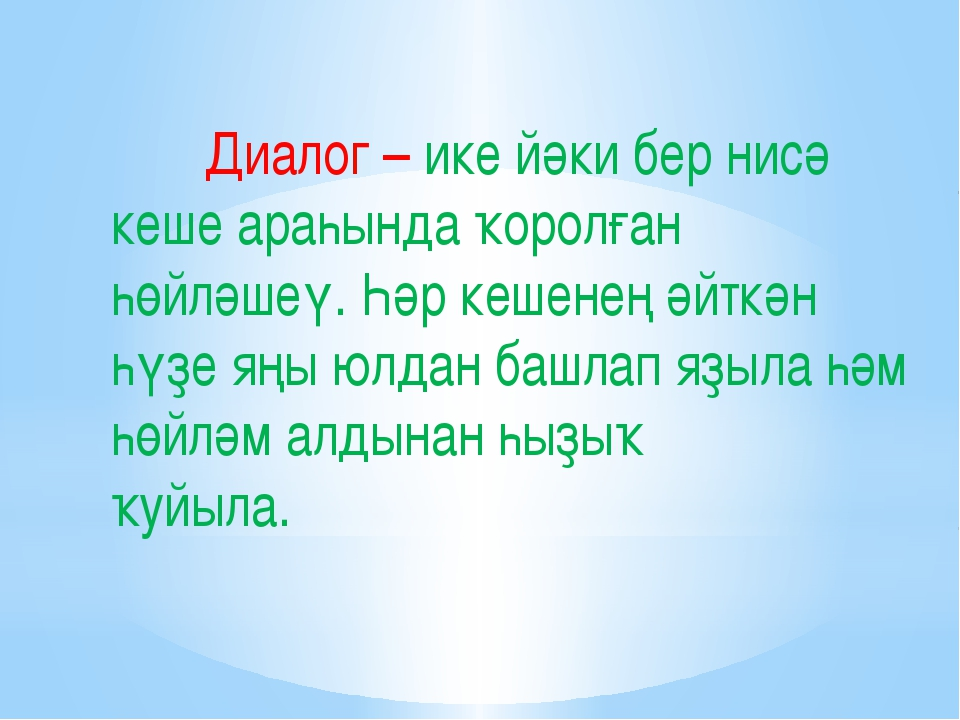 Диалог – ике йәки бер нисә
кеше араһында ҡоролған
һөйләшеү. Һәр кешенең әйткән
һүҙе яңы юлдан башлап яҙыла һәм
һөйләм алдынан һыҙыҡ
ҡуйыла.